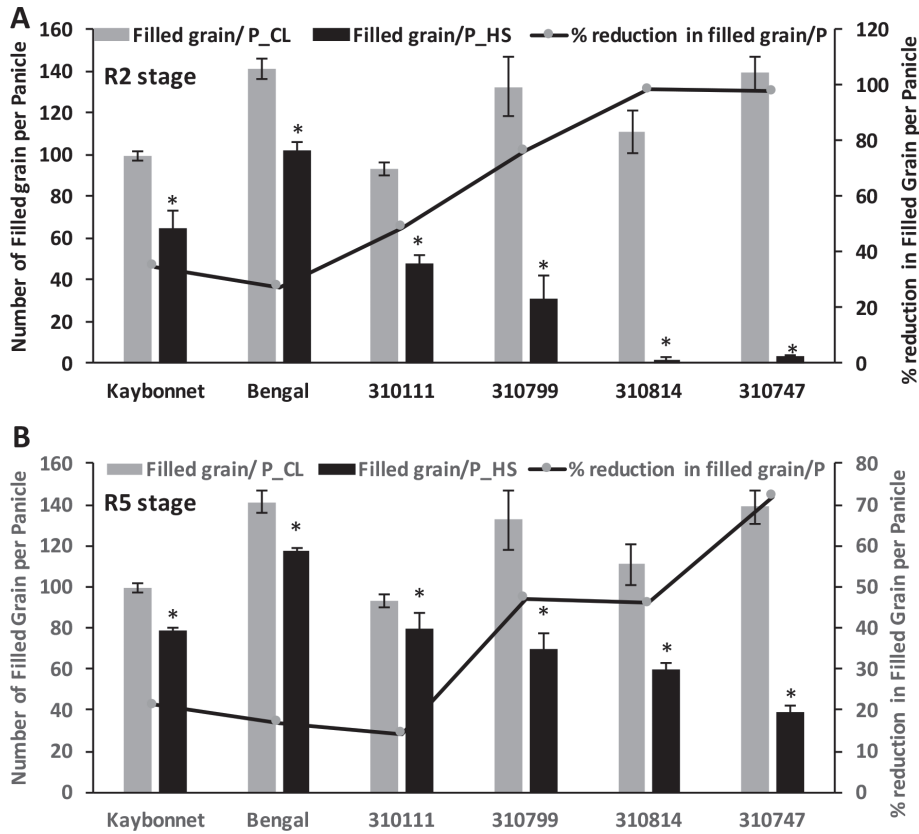 A
Filled grain/ P_CL Filled grain/P_HS % reduction in filled grain/P
R2 stage
Number of Filled grain per Panicle
160
140
120
100
80
60
40
20
0
* * * * * *
120
100
80
60
40
20
0
% reduction in Filled Grain per Panicle
Kaybonnet Bengal 310111 310799 310814 310747
B
Filled grain/ P_CL Filled grain/P_HS % reduction in filled grain/P
R5 stage
Number of Filled Grain per Panicle
160
140
120
100
80
60
40
20
0
* * * * * *
80
70
60
50
40
30
20
10
0
% reduction in Filled Grain per Panicle
Kaybonnet Bengal 310111 310799 310814 310747